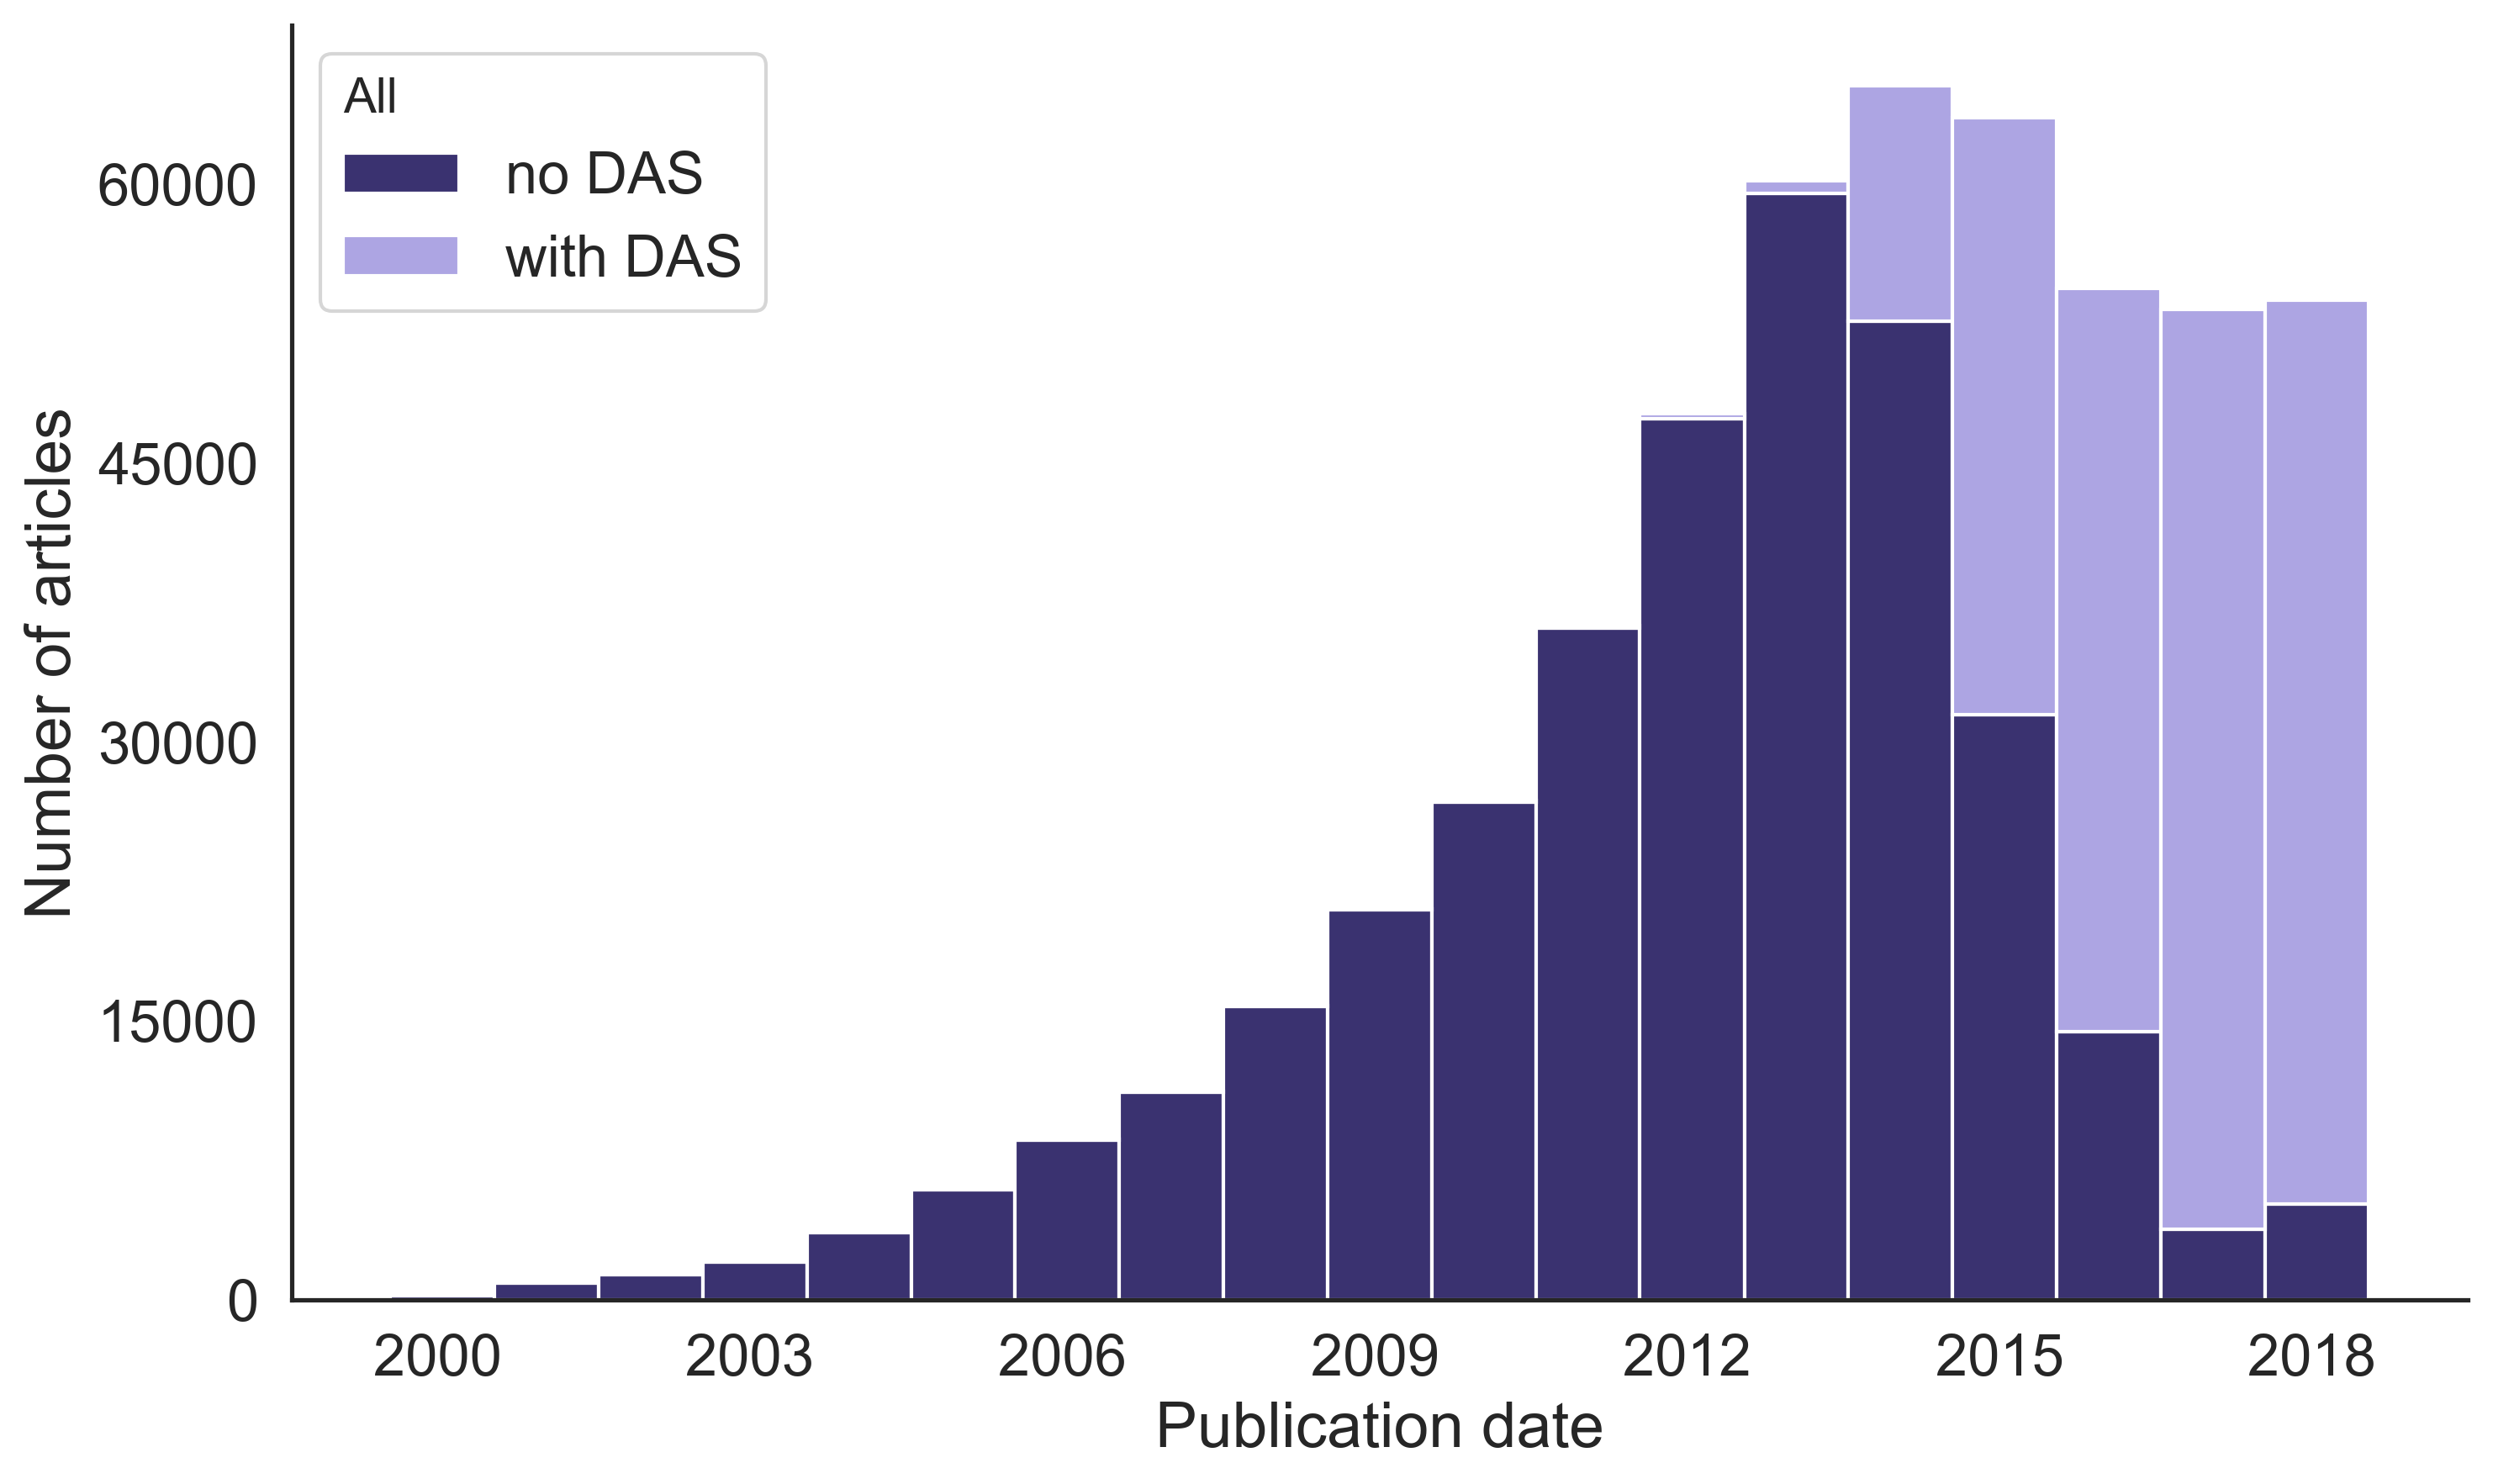 All
no DAS
with DAS
Number of articles
60000
45000
30000
15000
0
2000 2003 2006 2009 2012 2015 2018
Publication date